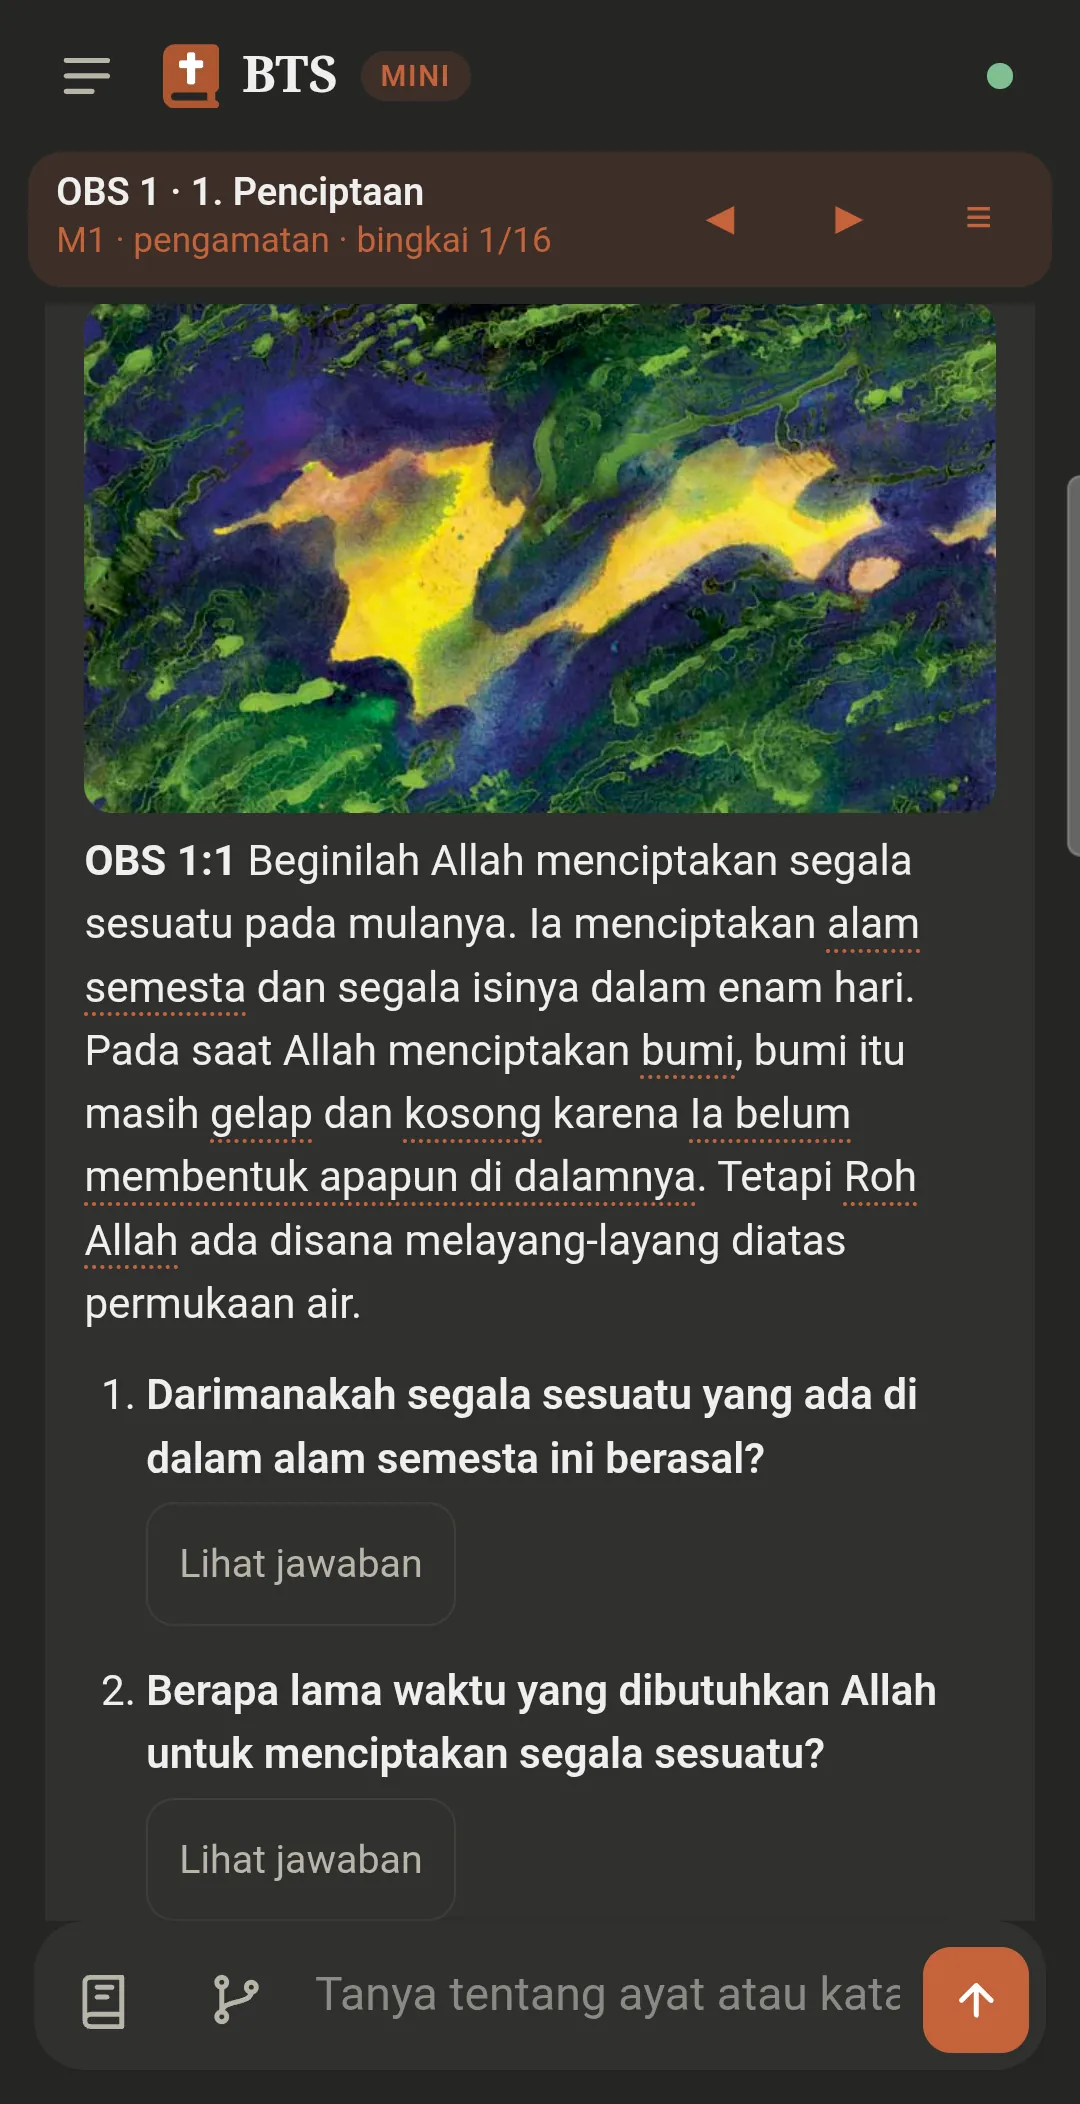 BTS MINI
OBS 1 · 1. Penciptaan
M1 · pengamatan · bingkai 1/16
OBS 1:1 Beginilah Allah menciptakan segala
sesuatu pada mulanya. Ia menciptakan alam
semesta dan segala isinya dalam enam hari.
Pada saat Allah menciptakan bumi, bumi itu
masih gelap dan kosong karena Ia belum
membentuk apapun di dalamnya. Tetapi Roh
Allah ada disana melayang-layang diatas
permukaan air.
1. Darimanakah segala sesuatu yang ada di
dalam alam semesta ini berasal?
Lihat jawaban
2. Berapa lama waktu yang dibutuhkan Allah
untuk menciptakan segala sesuatu?
Lihat jawaban
Tanya tentang ayat atau kata